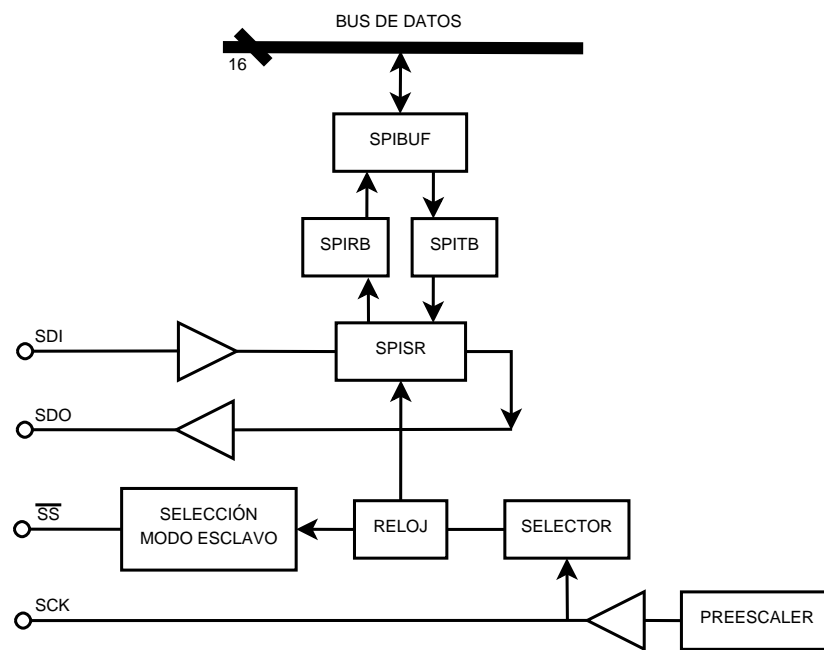 BUS DE DATOS
16
SPIBUF
SPIRB
SPITB
SDI
SPISR
SDO
SS
SELECCIÓN
MODO ESCLAVO
RELOJ
SELECTOR
SCK
PREESCALER